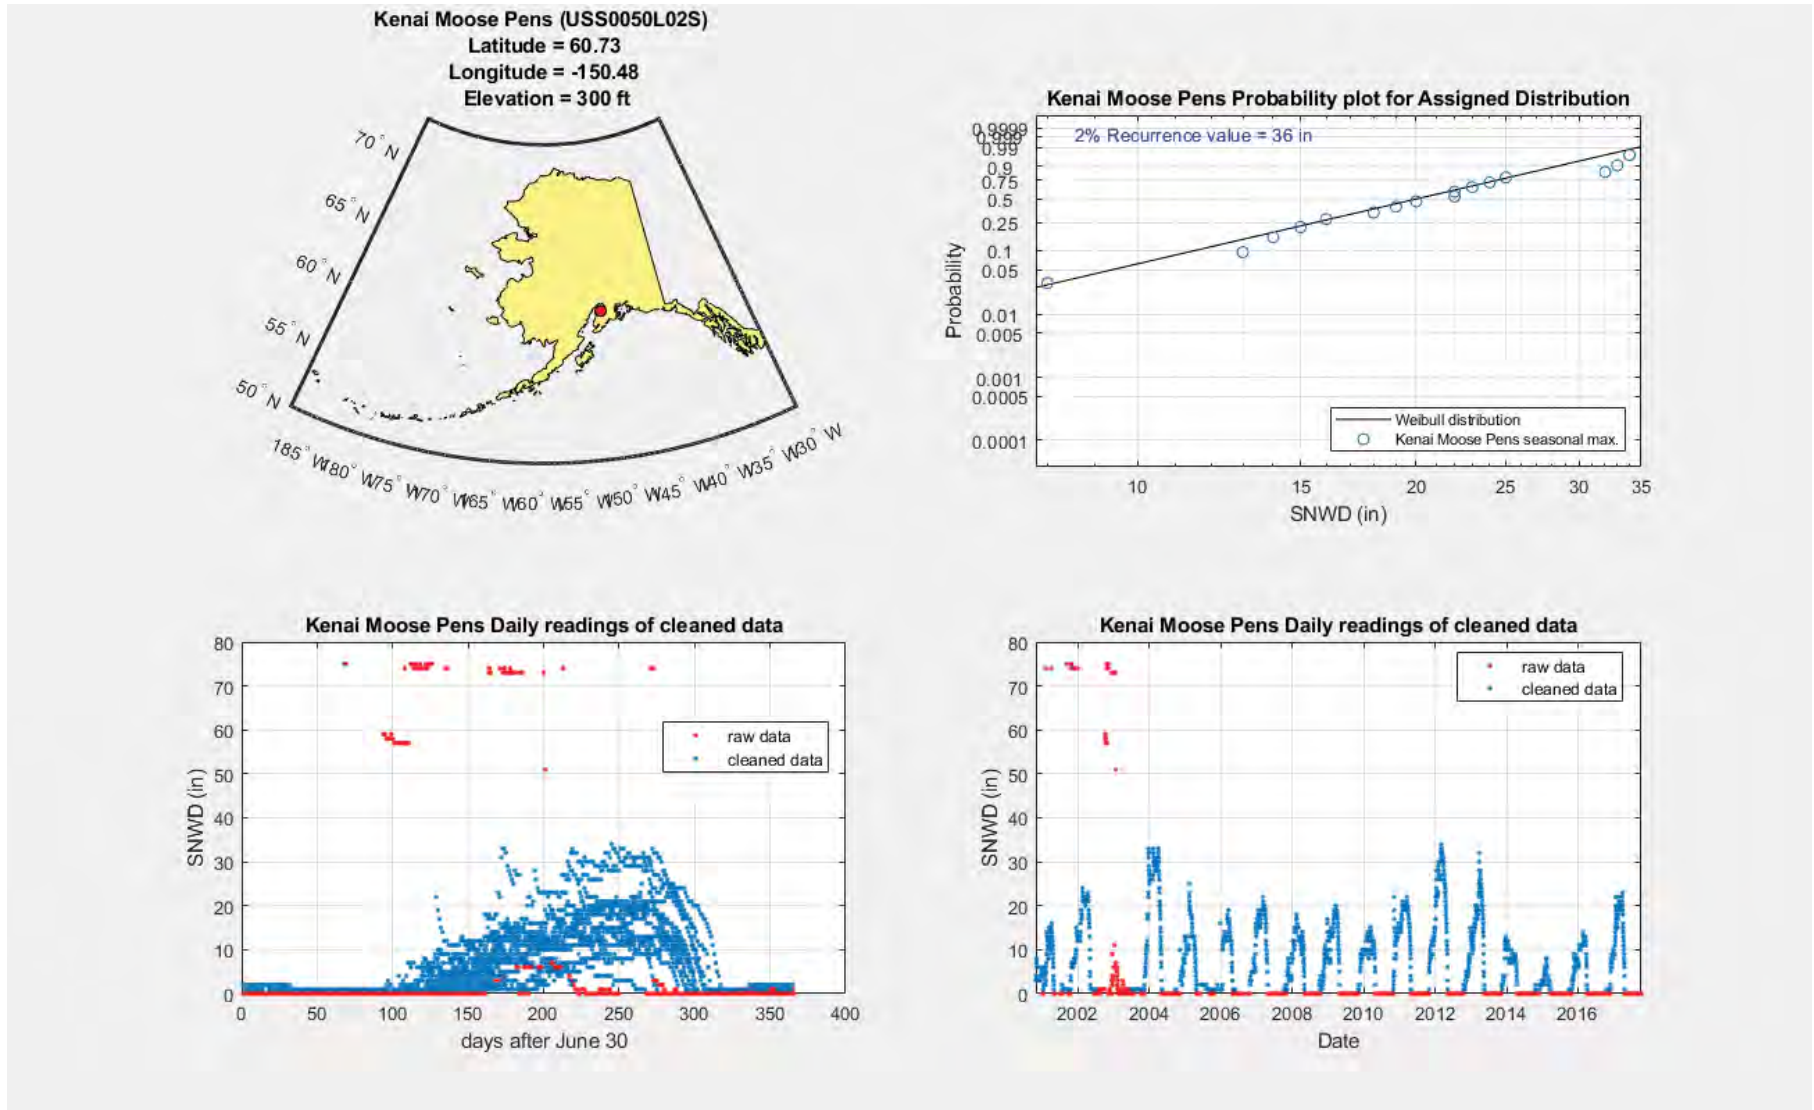 Kenai Moose Pens (USS0050L02S)
Latitude = 60.73
Longitude = -150.48
Elevation = 300 ft
70° N
65° N
60° N
55° N
50° N
185° W
180° W
175° W
170° W
165° W
160° W
155° W
150° W
145° W
140° W
135° W
130° W
Kenai Moose Pens Probability plot for Assigned Distribution
2% Recurrence value = 36 in
0.9999
0.999
0.99
0.9
0.75
0.5
0.25
0.1
0.05
0.01
0.005
0.001
0.0005
0.0001
Probability
Weibull distribution
Kenai Moose Pens seasonal max.
10 15 20 25 30 35
SNWD (in)
Kenai Moose Pens Daily readings of cleaned data
80
70
60
50
40
30
20
10
0
SNWD (in)
raw data
cleaned data
0 50 100 150 200 250 300 350 400
days after June 30
Kenai Moose Pens Daily readings of cleaned data
80
70
60
50
40
30
20
10
0
SNWD (in)
raw data
cleaned data
2002 2004 2006 2008 2010 2012 2014 2016
Date